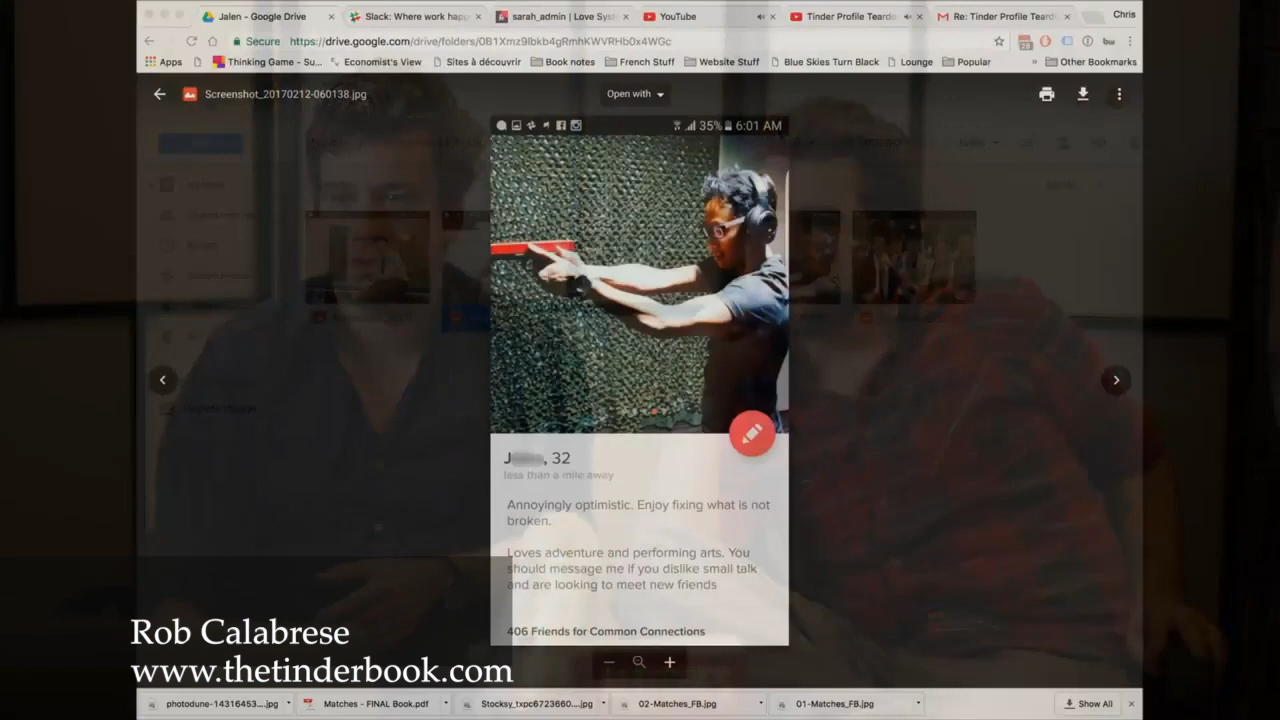 Jalen - Google Drive
Slack: Where work happ
sarah_admin | Love Syst
YouTube
Tinder Profile Teard
Re: Tinder Profile Teard
Chris
Secure https://drive.google.com/drive/folders/0B1Xmz9lbkb4gRmhKWVRHb0x4WGc
Apps
Thinking Game - Su...
Economist's View
Sites à découvrir
Book notes
French Stuff
Website Stuff
Blue Skies Turn Black
Lounge
Popular
Other Bookmarks
Screenshot_20170212-060138.jpg
Open with
35% 6:01 AM
J , 32
less than a mile away
Annoyingly optimistic. Enjoy fixing what is not
broken.
Loves adventure and performing arts. You
should message me if you dislike small talk
and are looking to meet new friends
406 Friends for Common Connections
Rob Calabrese
www.thetinderbook.com
photodune-14316453....jpg
Matches - FINAL Book.pdf
Stocksy_txpc6723660....jpg
02-Matches_FB.jpg
01-Matches_FB.jpg
Show All